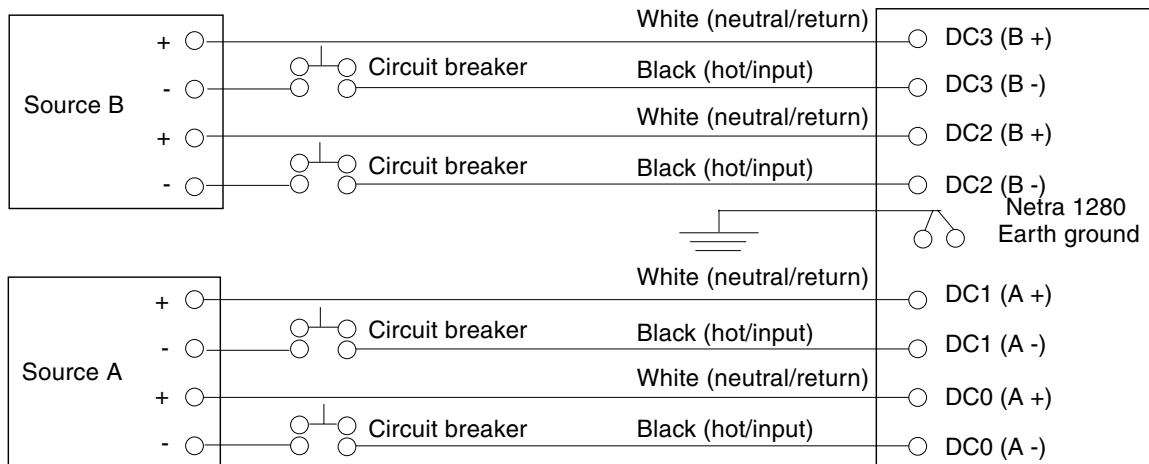 White (neutral/return)
+ DC3 (B +)
Circuit breaker Black (hot/input)
- DC3 (B -)
Source B
White (neutral/return)
+ DC2 (B +)
Circuit breaker Black (hot/input)
- DC2 (B -)
Netra 1280
Earth ground
White (neutral/return)
+ DC1 (A +)
Circuit breaker Black (hot/input)
- DC1 (A -)
Source A
White (neutral/return)
+ DC0 (A +)
Circuit breaker Black (hot/input)
- DC0 (A -)